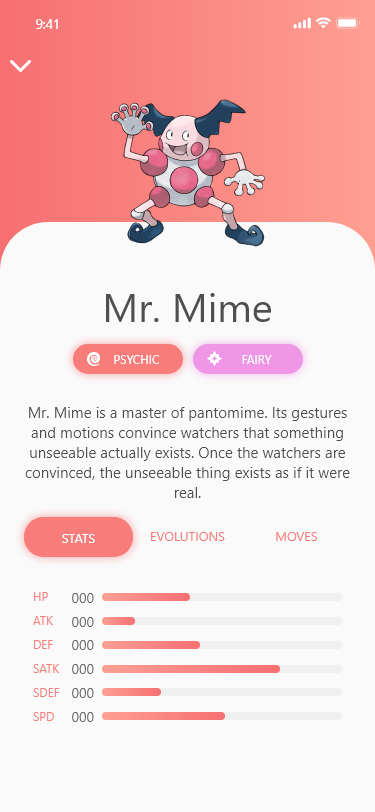 9:41
Mr. Mime
PSYCHIC FAIRY
Mr. Mime is a master of pantomime. Its gestures
and motions convince watchers that something
unseeable actually exists. Once the watchers are
convinced, the unseeable thing exists as if it were
real.
STATS EVOLUTIONS MOVES
HP 000
ATK 000
DEF 000
SATK 000
SDEF 000
SPD 000